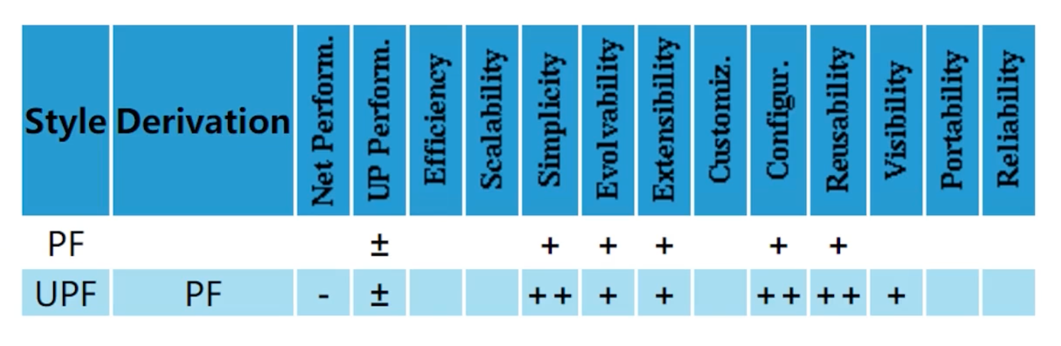 Style Derivation Net Perform. UP Perform. Efficiency Scalability Simplicity Evolvability Extensibility Customiz. Configur. Reusability Visibility Portability Reliability
PF ± + + + + +
UPF PF - ± ++ + + ++ ++ +